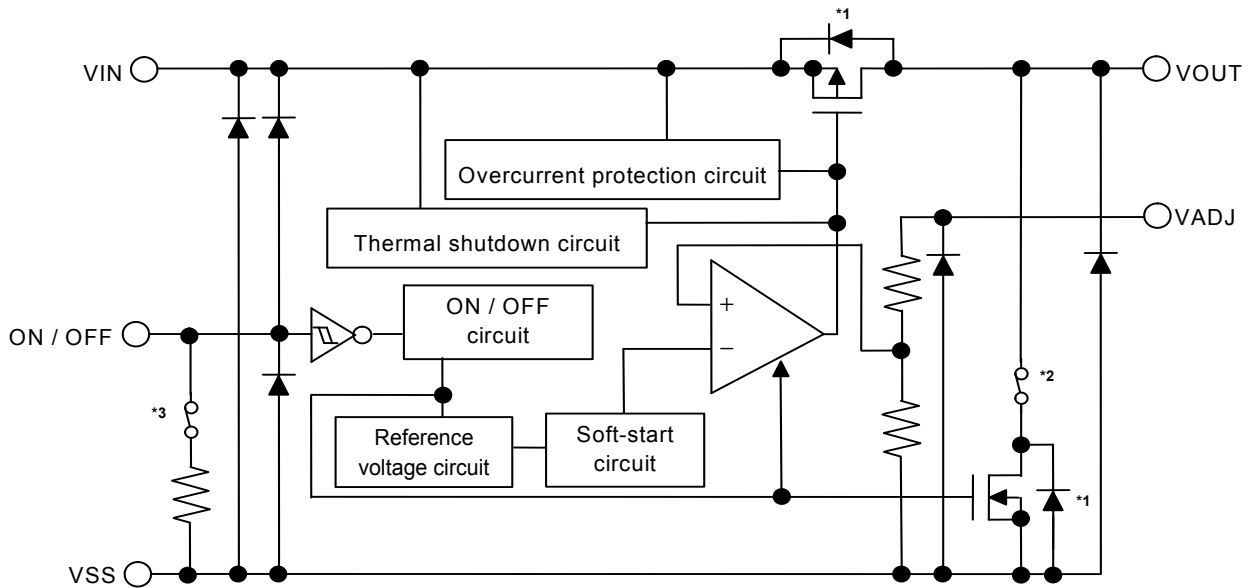 *1
VIN
VOUT
Overcurrent protection circuit
VADJ
Thermal shutdown circuit
+
−
ON / OFF
ON / OFF
circuit
*2
*3
Reference
voltage circuit
Soft-start
circuit
*1
VSS